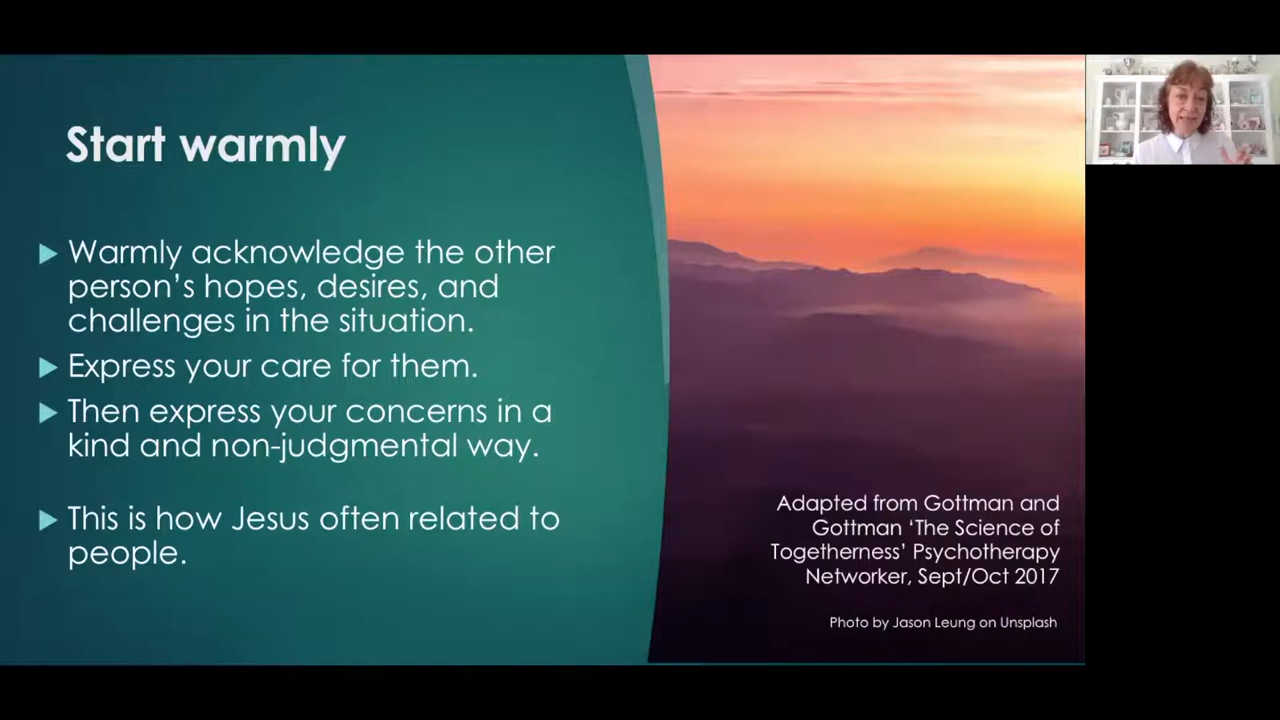 Start warmly
Warmly acknowledge the other
person’s hopes, desires, and
challenges in the situation.
Express your care for them.
Then express your concerns in a
kind and non-judgmental way.
This is how Jesus often related to
people.
Adapted from Gottman and
Gottman ‘The Science of
Togetherness’ Psychotherapy
Networker, Sept/Oct 2017
Photo by Jason Leung on Unsplash